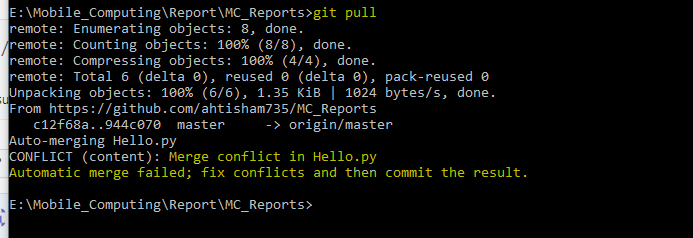 E:\Mobile_Computing\Report\MC_Reports>git pull
remote: Enumerating objects: 8, done.
remote: Counting objects: 100% (8/8), done.
remote: Compressing objects: 100% (4/4), done.
remote: Total 6 (delta 0), reused 0 (delta 0), pack-reused 0
Unpacking objects: 100% (6/6), 1.35 KiB | 1024 bytes/s, done.
From https://github.com/ahtisham735/MC_Reports
   c12f68a..944c070  master     -> origin/master
Auto-merging Hello.py
CONFLICT (content): Merge conflict in Hello.py
Automatic merge failed; fix conflicts and then commit the result.
E:\Mobile_Computing\Report\MC_Reports>